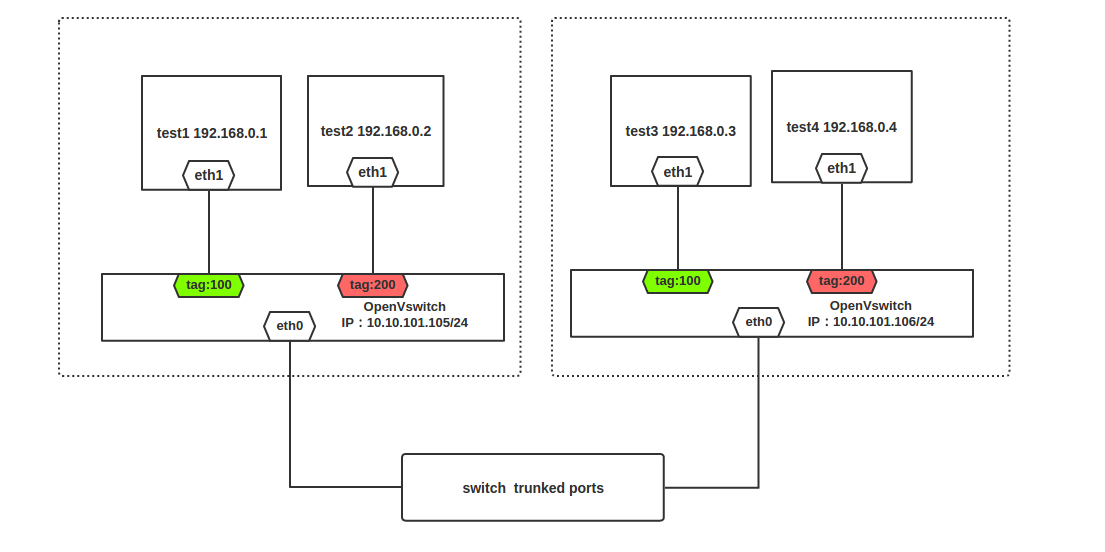 test1 192.168.0.1
eth1
test2 192.168.0.2
eth1
tag:100
tag:200
OpenVswitch
IP：10.10.101.105/24
eth0
test3 192.168.0.3
eth1
test4 192.168.0.4
eth1
tag:100
tag:200
OpenVswitch
IP：10.10.101.106/24
eth0
switch  trunked ports